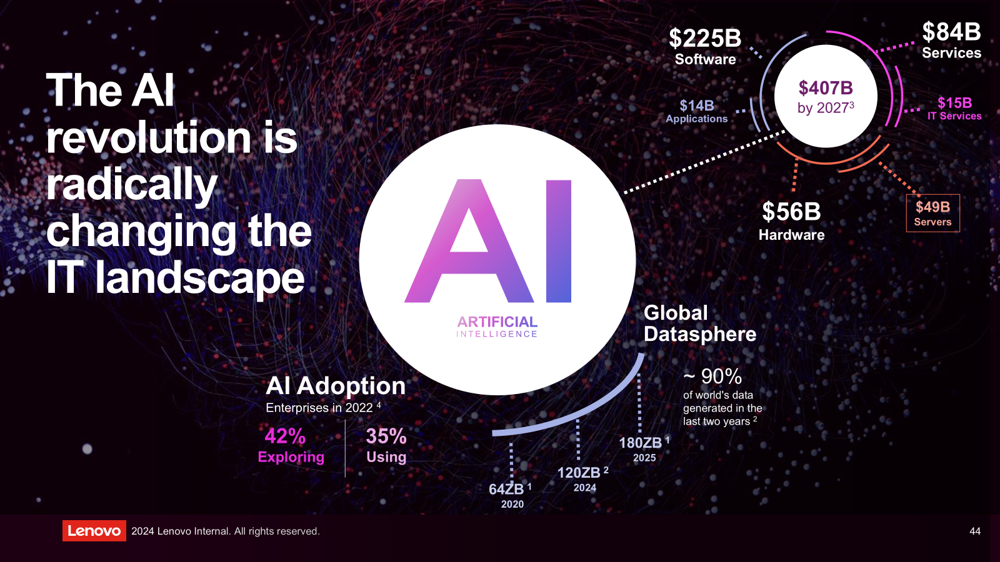 The AI
revolution is
radically
changing the
IT landscape
$225B
Software
$14B
Applications
$407B
by 2027³
$84B
Services
$15B
IT Services
$56B
Hardware
$49B
Servers
AI
ARTIFICIAL
INTELLIGENCE
Global
Datasphere
~ 90%
of world's data
generated in the
last two years ²
AI Adoption
Enterprises in 2022 ⁴
42%
Exploring
35%
Using
64ZB ¹
2020
120ZB ²
2024
180ZB ¹
2025
Lenovo 2024 Lenovo Internal. All rights reserved.
44